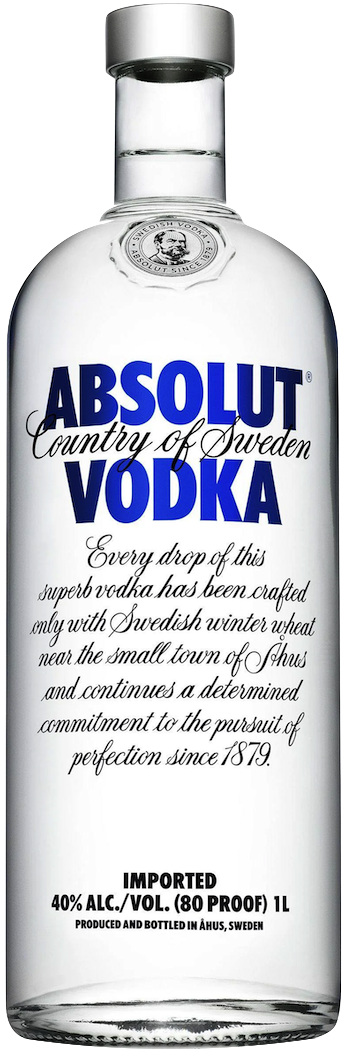 SWEDISH VODKA
ABSOLUT SINCE 1879
ABSOLUT®
Country of Sweden
VODKA
Every drop of this
superb vodka has been crafted
only with Swedish winter wheat
near the small town of Åhus
and continues a determined
commitment to the pursuit of
perfection since 1879.
IMPORTED
40% ALC./VOL. (80 PROOF) 1L
PRODUCED AND BOTTLED IN ÅHUS, SWEDEN